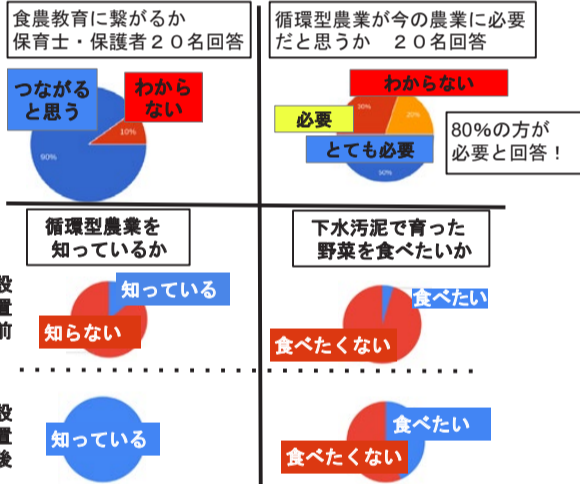 食農教育に繋がるか
保育士・保護者２０名回答
つながる
と思う
わから
ない
10%
90%
循環型農業が今の農業に必要
だと思うか　２０名回答
わからない
必要
30%
20%
とても必要
50%
80%の方が
必要と回答！
循環型農業を
知っているか
下水汚泥で育った
野菜を食べたいか
設
置
前
知っている
知らない
食べたい
食べたくない
設
置
後
知っている
食べたい
食べたくない